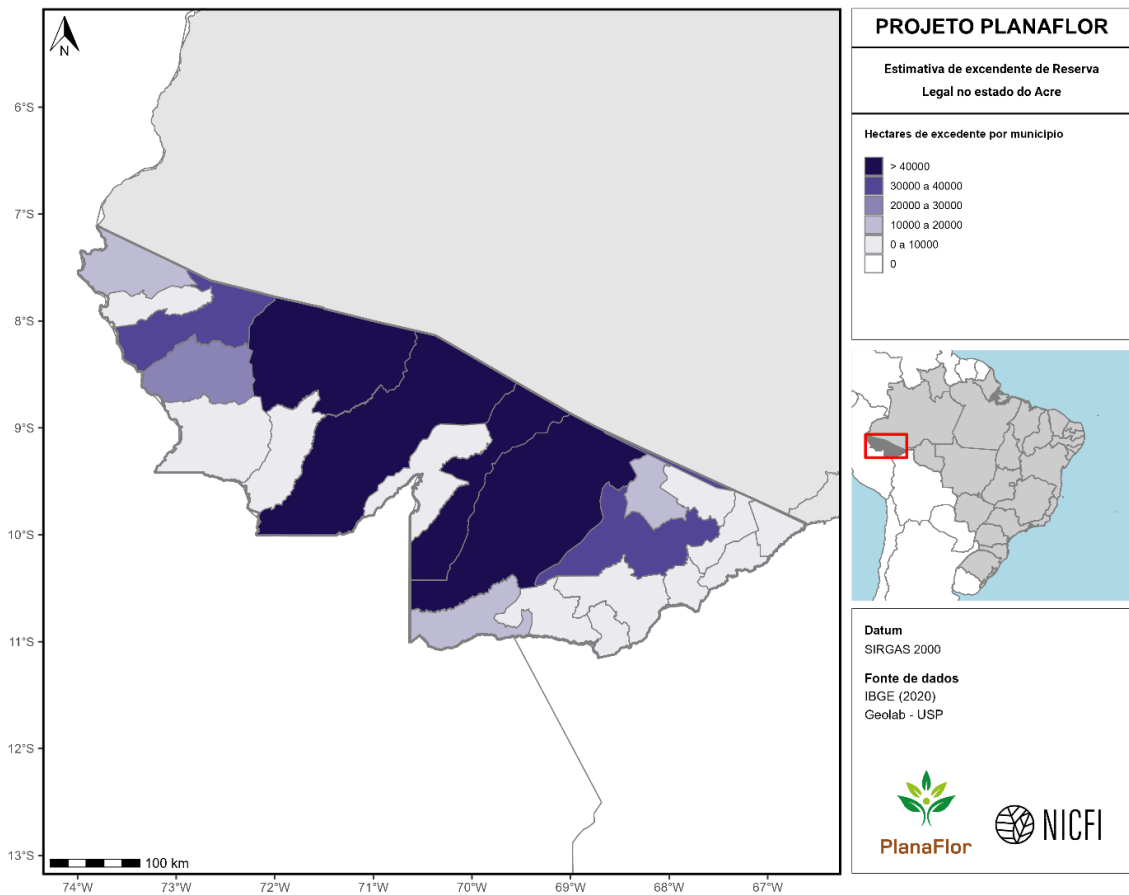 PROJETO PLANAFLOR
Estimativa de excendente de Reserva
Legal no estado do Acre
Hectares de excedente por município
> 40000
30000 a 40000
20000 a 30000
10000 a 20000
0 a 10000
0
N
6°S
7°S
8°S
9°S
10°S
11°S
12°S
13°S
100 km
74°W
73°W
72°W
71°W
70°W
69°W
68°W
67°W
Datum
SIRGAS 2000
Fonte de dados
IBGE (2020)
Geolab - USP
PlanaFlor
NICFI